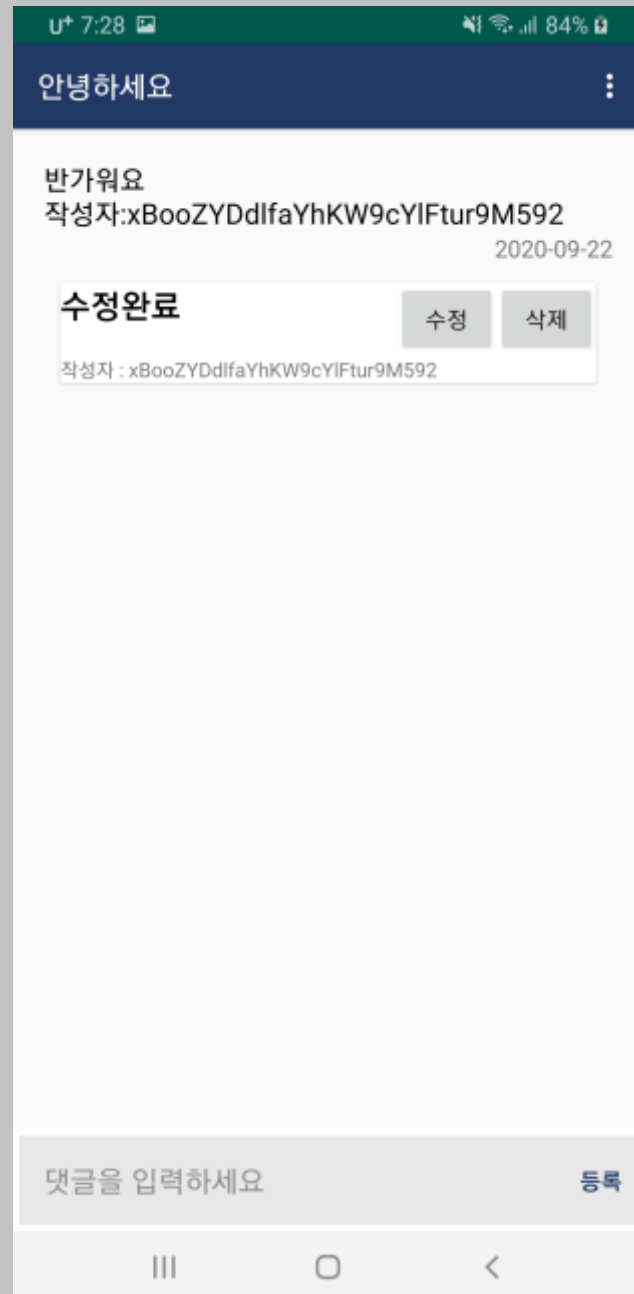 U⁺ 7:28 84%
안녕하세요
반가워요
작성자:xBooZYDdlfaYhKW9cYlFtur9M592
2020-09-22
수정완료 수정 삭제
작성자 : xBooZYDdlfaYhKW9cYlFtur9M592
댓글을 입력하세요 등록